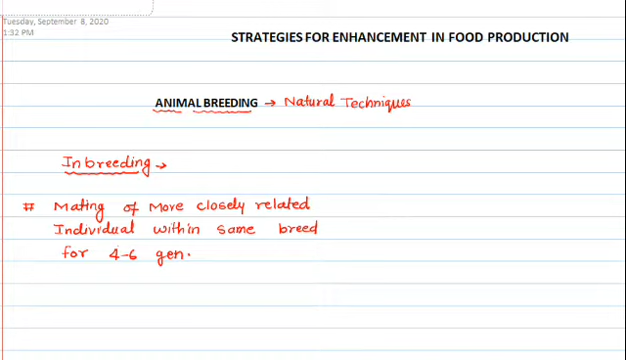 Tuesday, September 8, 2020
1:32 PM
STRATEGIES FOR ENHANCEMENT IN FOOD PRODUCTION
ANIMAL BREEDING → Natural Techniques
Inbreeding →
# Mating of More closely related
Individual within same breed
for 4-6 gen.